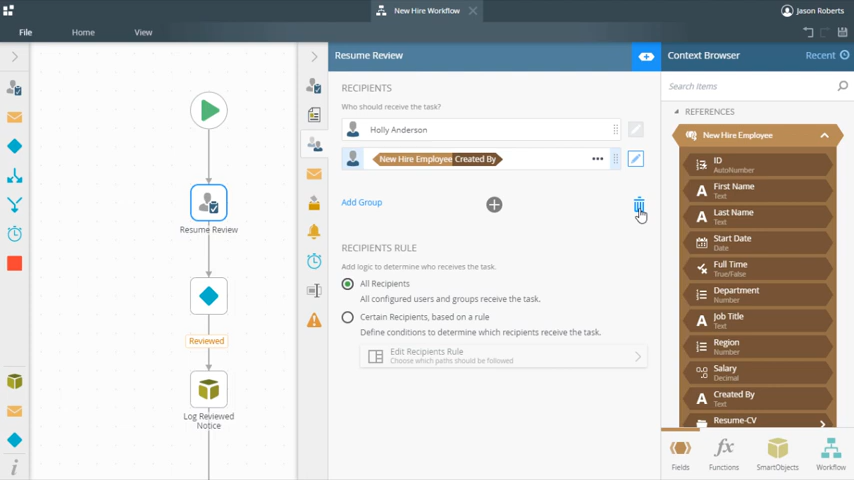 New Hire Workflow
Jason Roberts
File
Home
View
Resume Review
Context Browser
Recent
RECIPIENTS
Who should receive the task?
Holly Anderson
New Hire Employee Created By
Add Group
RECIPIENTS RULE
Add logic to determine who receives the task.
All Recipients
All configured users and groups receive the task.
Certain Recipients, based on a rule
Define conditions to determine which recipients receive the task.
Edit Recipients Rule
Choose which paths should be followed
Resume Review
Reviewed
Log Reviewed
Notice
Search Items
REFERENCES
New Hire Employee
ID
AutoNumber
First Name
Text
Last Name
Text
Start Date
Date
Full Time
True/False
Department
Number
Job Title
Text
Region
Number
Salary
Decimal
Created By
Text
Resume-CV
Fields
Functions
SmartObjects
Workflow